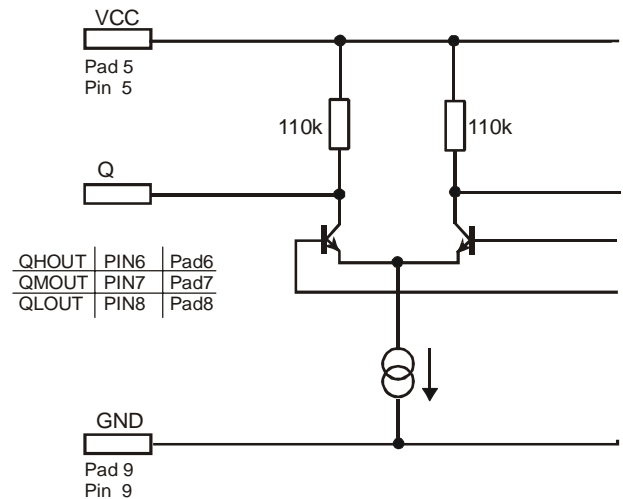 VCC
Pad 5
Pin 5
110k
110k
Q
QHOUT PIN6 Pad6
QMOUT PIN7 Pad7
QLOUT PIN8 Pad8
GND
Pad 9
Pin 9